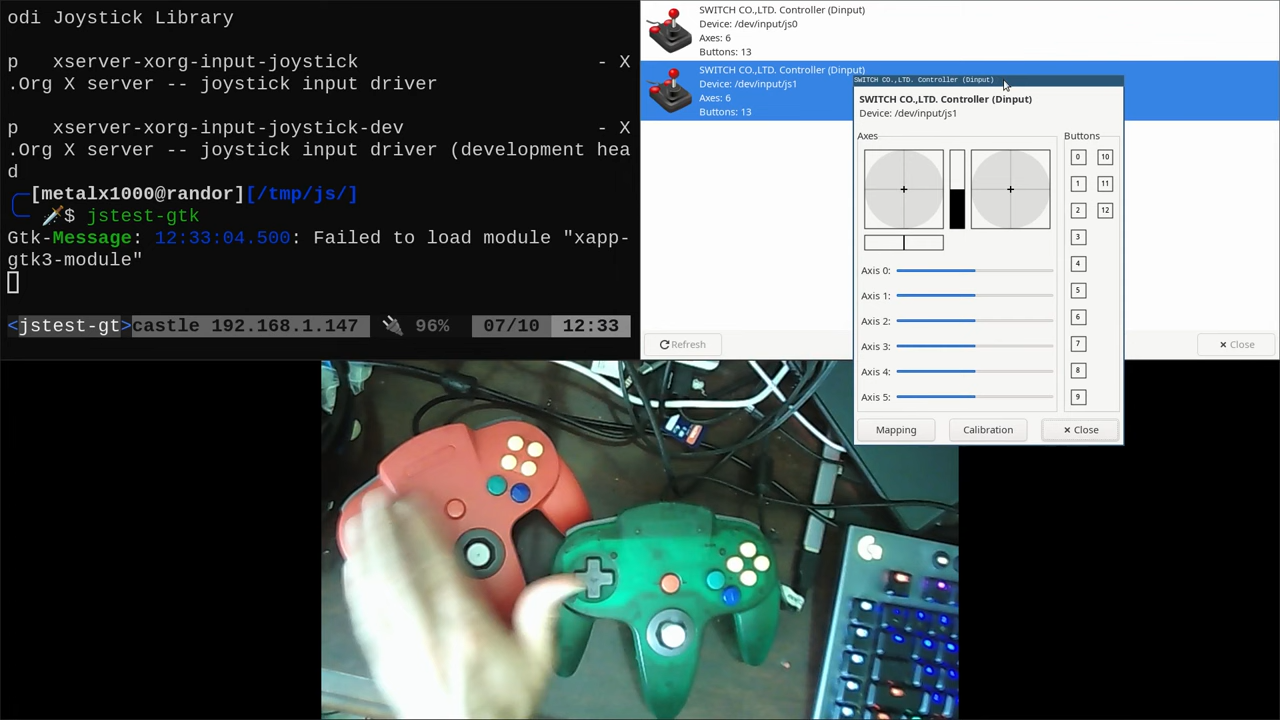 odi Joystick Library
p   xserver-xorg-input-joystick                    - X
.Org X server -- joystick input driver
p   xserver-xorg-input-joystick-dev                - X
.Org X server -- joystick input driver (development hea
d
[metalx1000@randor][/tmp/js/]
$ jstest-gtk
Gtk-Message: 12:33:04.500: Failed to load module "xapp-
gtk3-module"
<jstest-gt>castle 192.168.1.147 96% 07/10 12:33
SWITCH CO.,LTD. Controller (Dinput)
Device: /dev/input/js0
Axes: 6
Buttons: 13
SWITCH CO.,LTD. Controller (Dinput)
Device: /dev/input/js1
Axes: 6
Buttons: 13
Refresh
Close
SWITCH CO.,LTD. Controller (Dinput)
SWITCH CO.,LTD. Controller (Dinput)
Device: /dev/input/js1
Axes
Buttons
0 10
1 11
2 12
3
4
5
6
7
8
9
Axis 0:
Axis 1:
Axis 2:
Axis 3:
Axis 4:
Axis 5:
Mapping
Calibration
Close